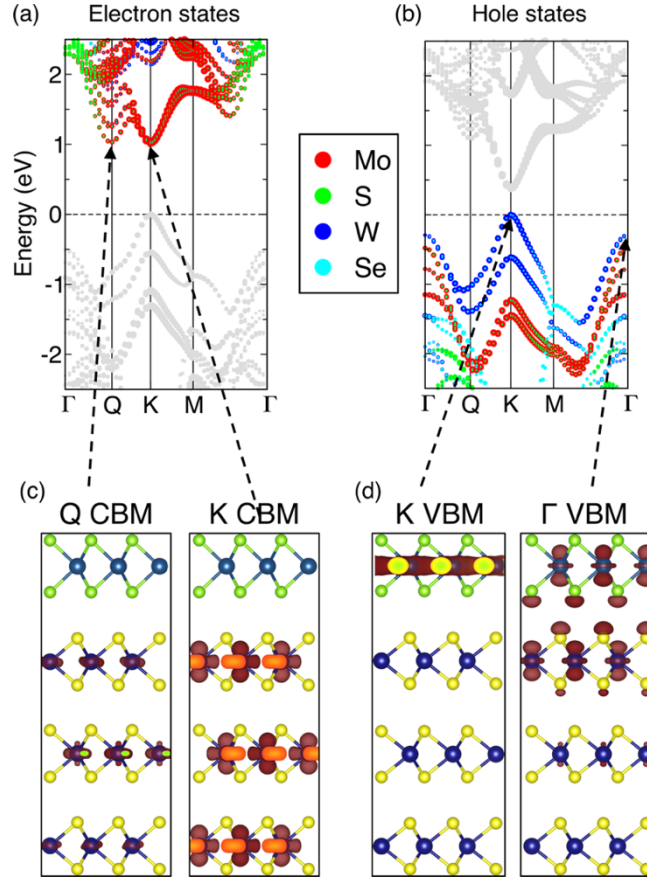 (a)
Electron states
(b)
Hole states
Energy (eV)
2
1
0
-1
-2
Γ
Q
K
M
Γ
Mo
S
W
Se
Γ
Q
K
M
Γ
(c)
Q CBM
K CBM
(d)
K VBM
Γ VBM